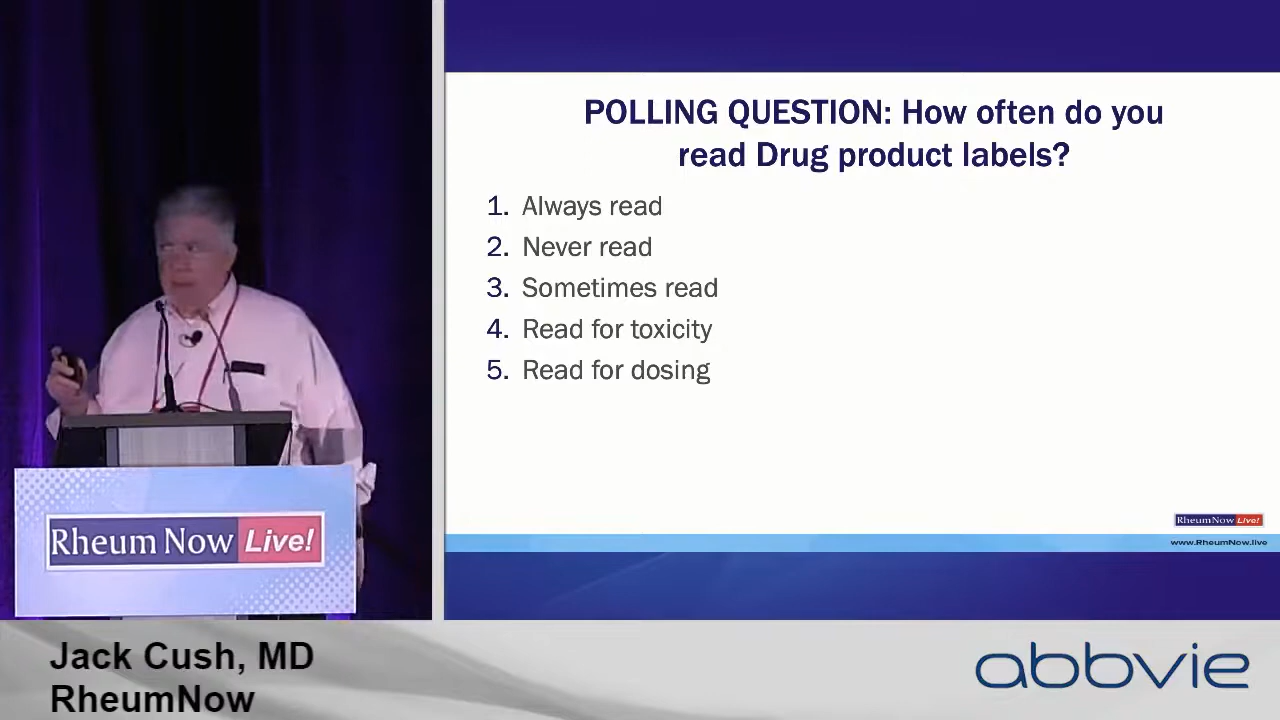 POLLING QUESTION: How often do you
read Drug product labels?
1. Always read
2. Never read
3. Sometimes read
4. Read for toxicity
5. Read for dosing
RheumNow Live!
www.RheumNow.live
Rheum Now Live!
Jack Cush, MD
RheumNow
abbvie